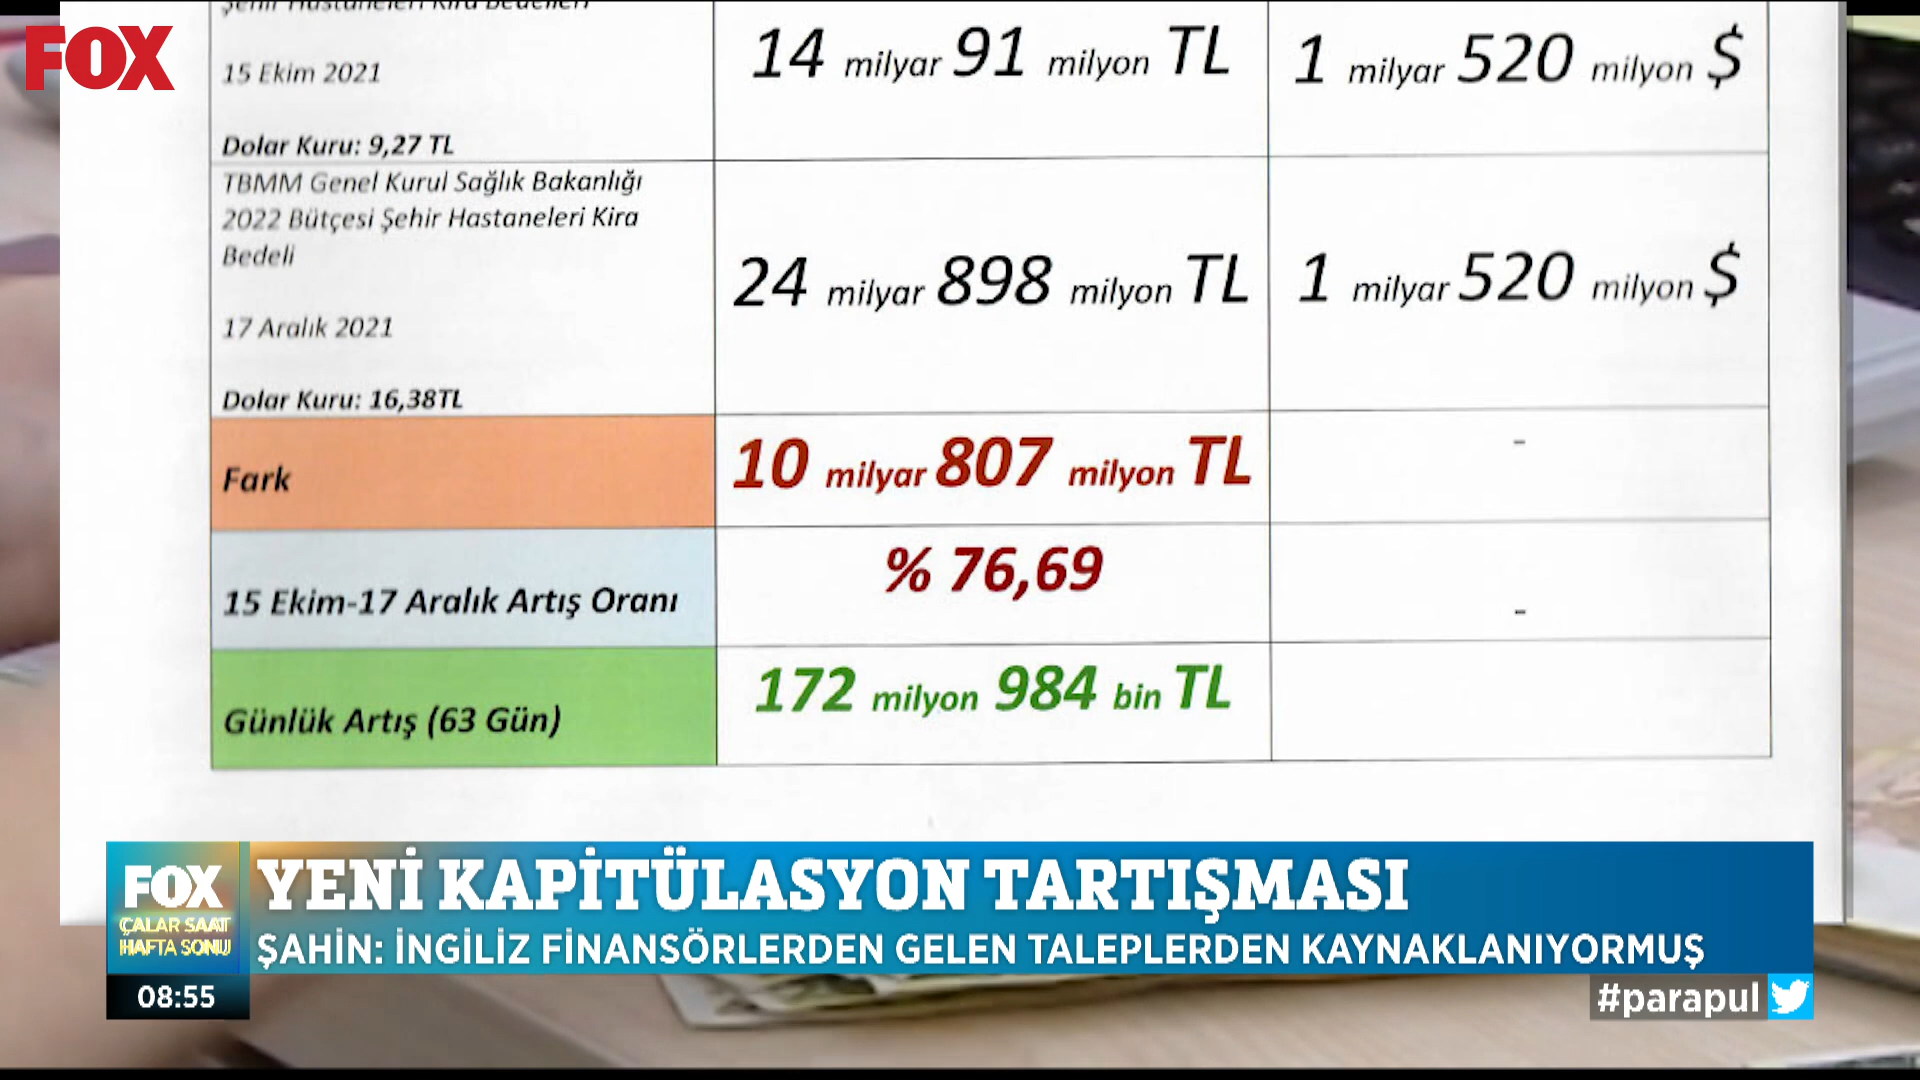 FOX
Şehir Hastaneleri Kira Bedelleri
15 Ekim 2021
Dolar Kuru: 9,27 TL
14 milyar 91 milyon TL
1 milyar 520 milyon $
TBMM Genel Kurul Sağlık Bakanlığı
2022 Bütçesi Şehir Hastaneleri Kira
Bedeli
17 Aralık 2021
Dolar Kuru: 16,38TL
24 milyar 898 milyon TL
1 milyar 520 milyon $
Fark
10 milyar 807 milyon TL
-
15 Ekim-17 Aralık Artış Oranı
% 76,69
-
Günlük Artış (63 Gün)
172 milyon 984 bin TL
FOX
ÇALAR SAAT
HAFTA SONU
08:55
YENİ KAPİTÜLASYON TARTIŞMASI
ŞAHİN: İNGİLİZ FİNANSÖRLERDEN GELEN TALEPLERDEN KAYNAKLANIYORMUŞ
#parapul